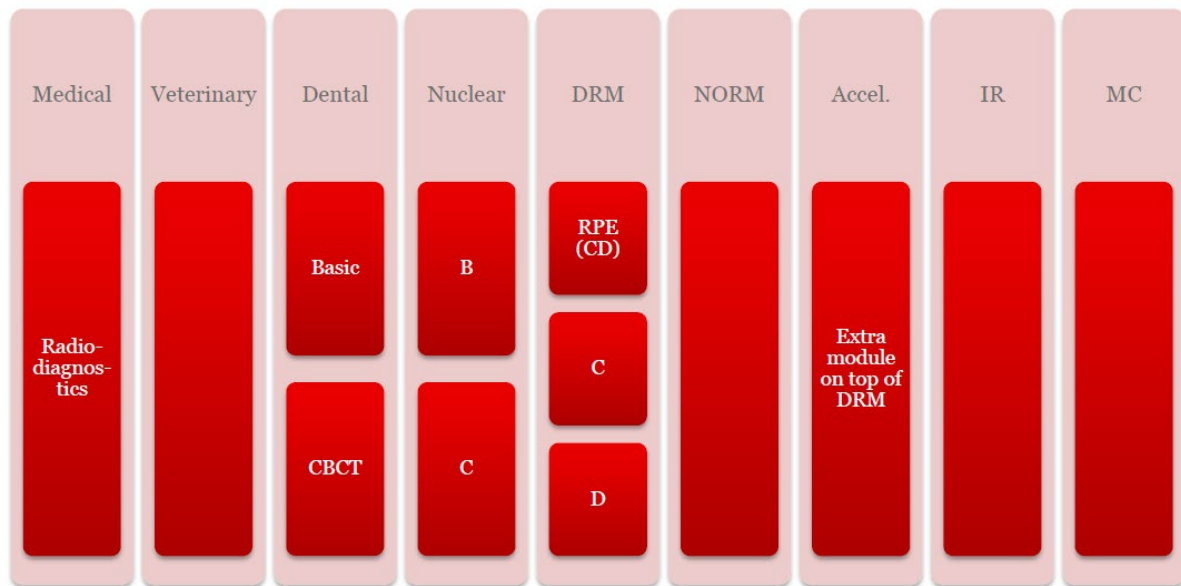 Medical
Veterinary
Dental
Nuclear
DRM
NORM
Accel.
IR
MC
Radio-
diagnos-
tics
Basic
CBCT
B
C
RPE
(CD)
C
D
Extra
module
on top of
DRM